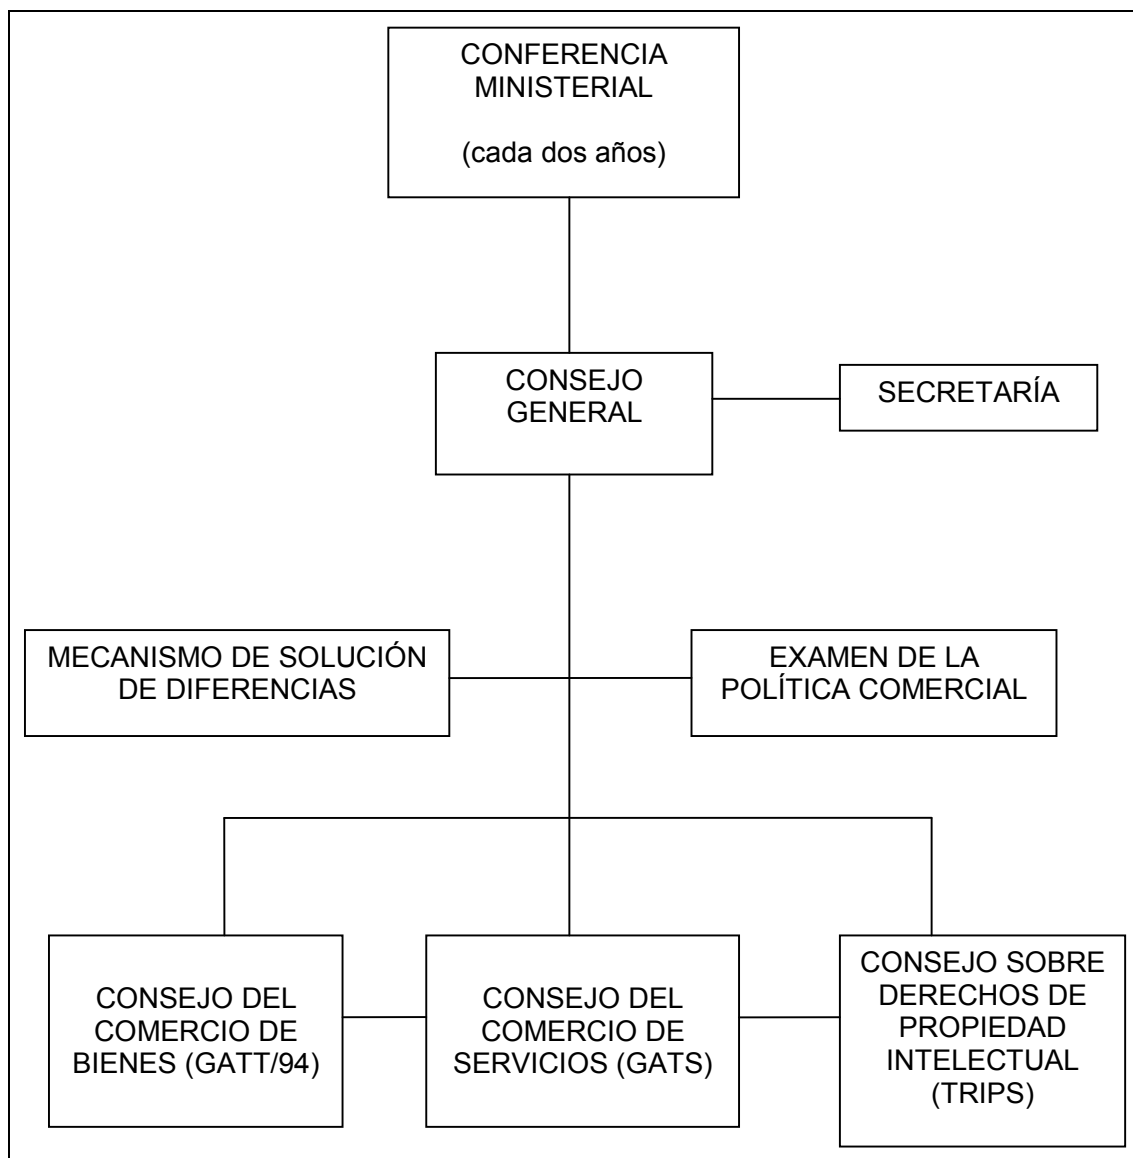 CONFERENCIA
MINISTERIAL
(cada dos años)
CONSEJO
GENERAL
SECRETARÍA
MECANISMO DE SOLUCIÓN
DE DIFERENCIAS
EXAMEN DE LA
POLÍTICA COMERCIAL
CONSEJO DEL
COMERCIO DE
BIENES (GATT/94)
CONSEJO DEL
COMERCIO DE
SERVICIOS (GATS)
CONSEJO SOBRE
DERECHOS DE
PROPIEDAD
INTELECTUAL
(TRIPS)